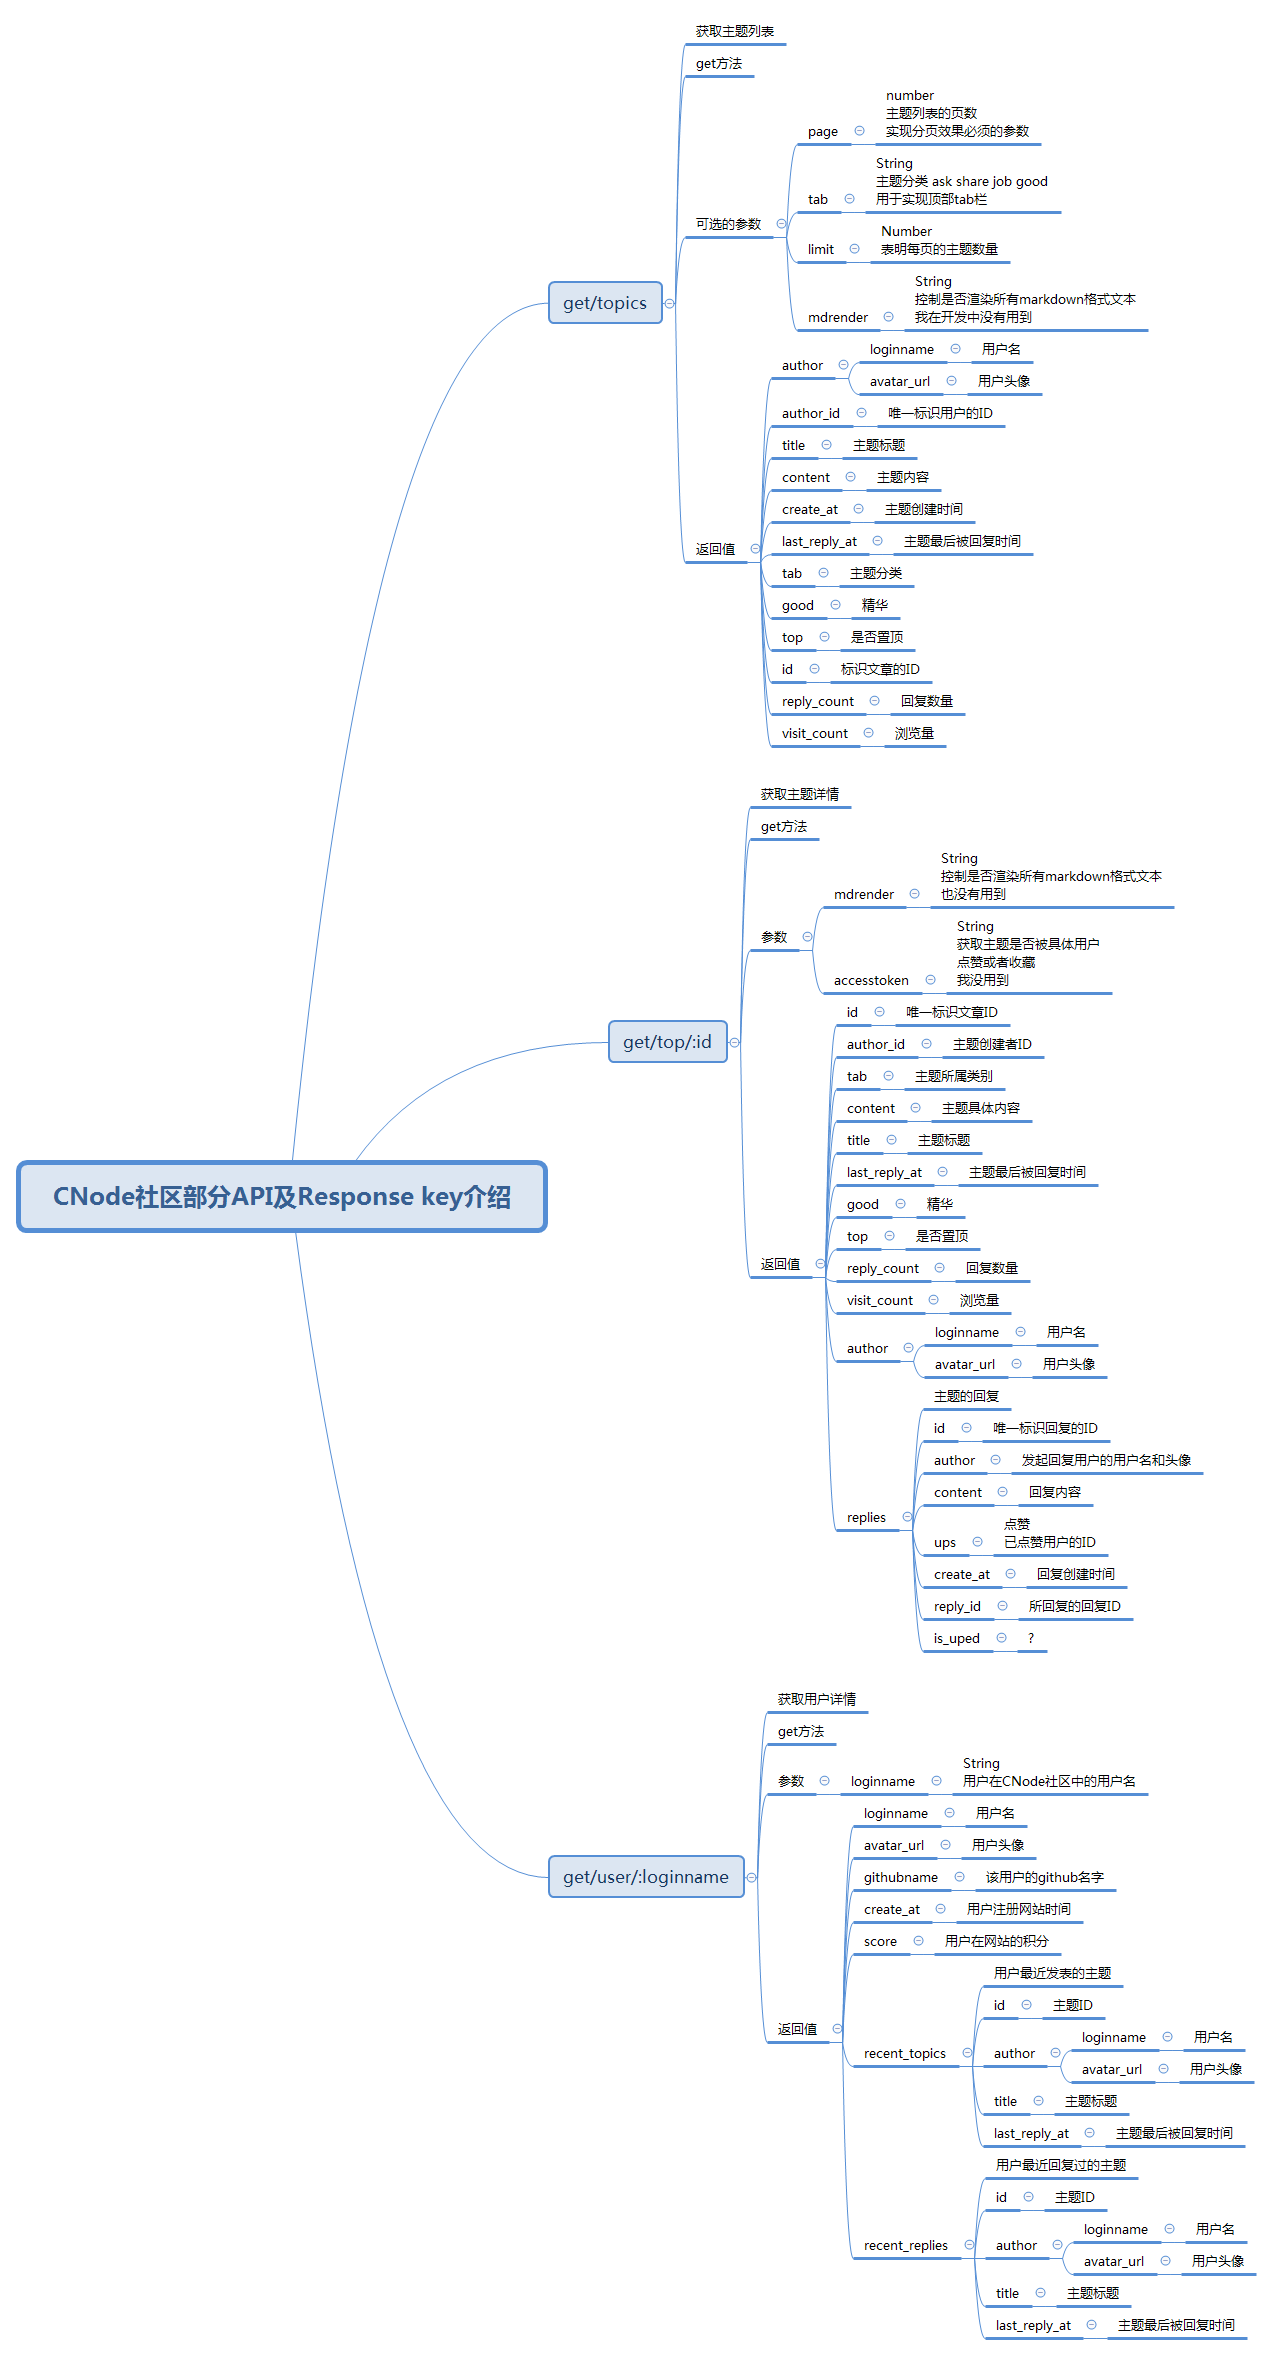 获取主题列表
get方法
number
主题列表的页数
page
实现分页效果必须的参数
String
主题分类 ask share job good
tab
用于实现顶部tab栏
可选的参数
Number
limit
表明每页的主题数量
String
控制是否渲染所有markdown格式文本
get/topics
mdrender
我在开发中没有用到
loginname
用户名
author
avatar_url
用户头像
author_id
唯一标识用户的ID
title
主题标题
content
主题内容
create_at
主题创建时间
last_reply_at
主题最后被回复时间
返回值
tab
主题分类
good
精华
top
是否置顶
id
标识文章的ID
reply_count
回复数量
visit_count
浏览量
获取主题详情
get方法
String
控制是否渲染所有markdown格式文本
mdrender
也没有用到
参数
String
获取主题是否被具体用户
点赞或者收藏
accesstoken
我没用到
id
唯一标识文章ID
get/top/:id
author_id
主题创建者ID
tab
主题所属类别
content
主题具体内容
title
主题标题
last_reply_at
主题最后被回复时间
CNode社区部分API及Response key介绍
good
精华
top
是否置顶
返回值
reply_count
回复数量
visit_count
浏览量
loginname
用户名
author
avatar_url
用户头像
主题的回复
id
唯一标识回复的ID
author
发起回复用户的用户名和头像
content
回复内容
replies
点赞
ups
已点赞用户的ID
create_at
回复创建时间
reply_id
所回复的回复ID
is_uped
?
获取用户详情
get方法
String
参数
loginname
用户在CNode社区中的用户名
loginname
用户名
avatar_url
用户头像
get/user/:loginname
githubname
该用户的github名字
create_at
用户注册网站时间
score
用户在网站的积分
用户最近发表的主题
id
主题ID
返回值
loginname
用户名
recent_topics
author
avatar_url
用户头像
title
主题标题
last_reply_at
主题最后被回复时间
用户最近回复过的主题
id
主题ID
loginname
用户名
recent_replies
author
avatar_url
用户头像
title
主题标题
last_reply_at
主题最后被回复时间